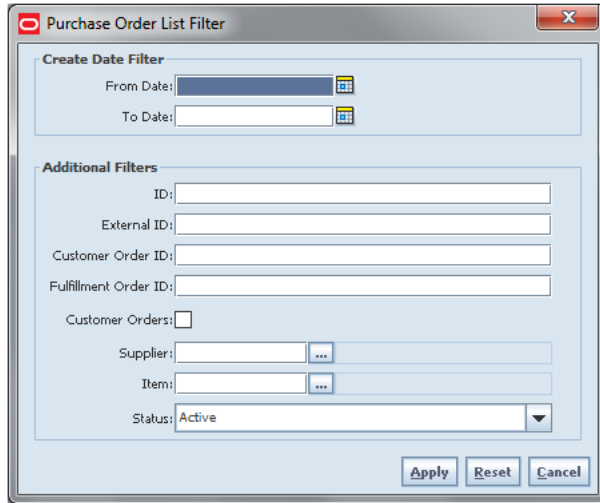 Purchase Order List Filter
Create Date Filter
From Date:
To Date:
Additional Filters
ID:
External ID:
Customer Order ID:
Fulfillment Order ID:
Customer Orders:
Supplier: ...
Item: ...
Status: Active
Apply Reset Cancel